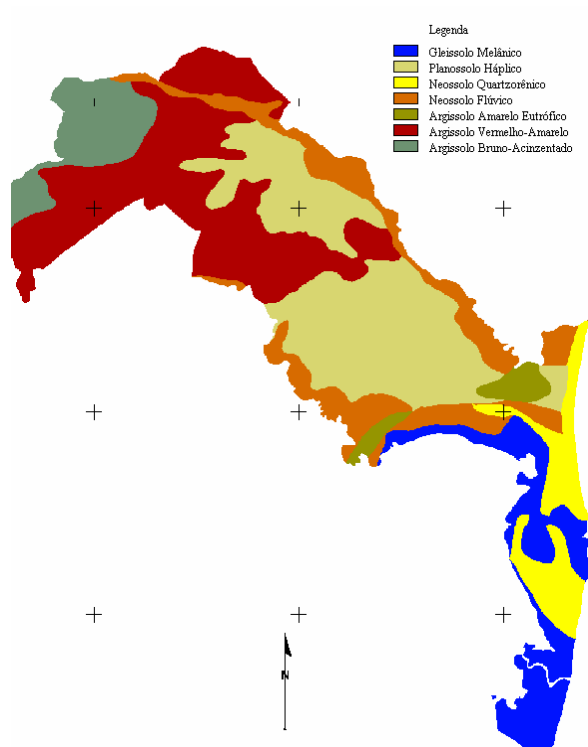 Legenda
Gleissolo Melânico
Planossolo Háplico
Neossolo Quartzorênico
Neossolo Flúvico
Argissolo Amarelo Eutrófico
Argissolo Vermelho-Amarelo
Argissolo Bruno-Acinzentado
N